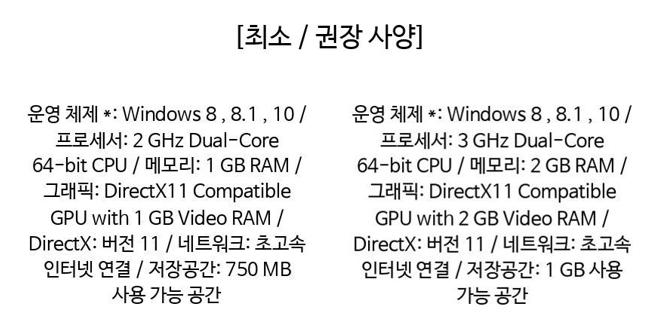 [최소 / 권장 사양]
운영 체제 *: Windows 8 , 8.1 , 10 /
프로세서: 2 GHz Dual-Core
64-bit CPU / 메모리: 1 GB RAM /
그래픽: DirectX11 Compatible
GPU with 1 GB Video RAM /
DirectX: 버전 11 / 네트워크: 초고속
인터넷 연결 / 저장공간: 750 MB
사용 가능 공간
운영 체제 *: Windows 8 , 8.1 , 10 /
프로세서: 3 GHz Dual-Core
64-bit CPU / 메모리: 2 GB RAM /
그래픽: DirectX11 Compatible
GPU with 2 GB Video RAM /
DirectX: 버전 11 / 네트워크: 초고속
인터넷 연결 / 저장공간: 1 GB 사용
가능 공간